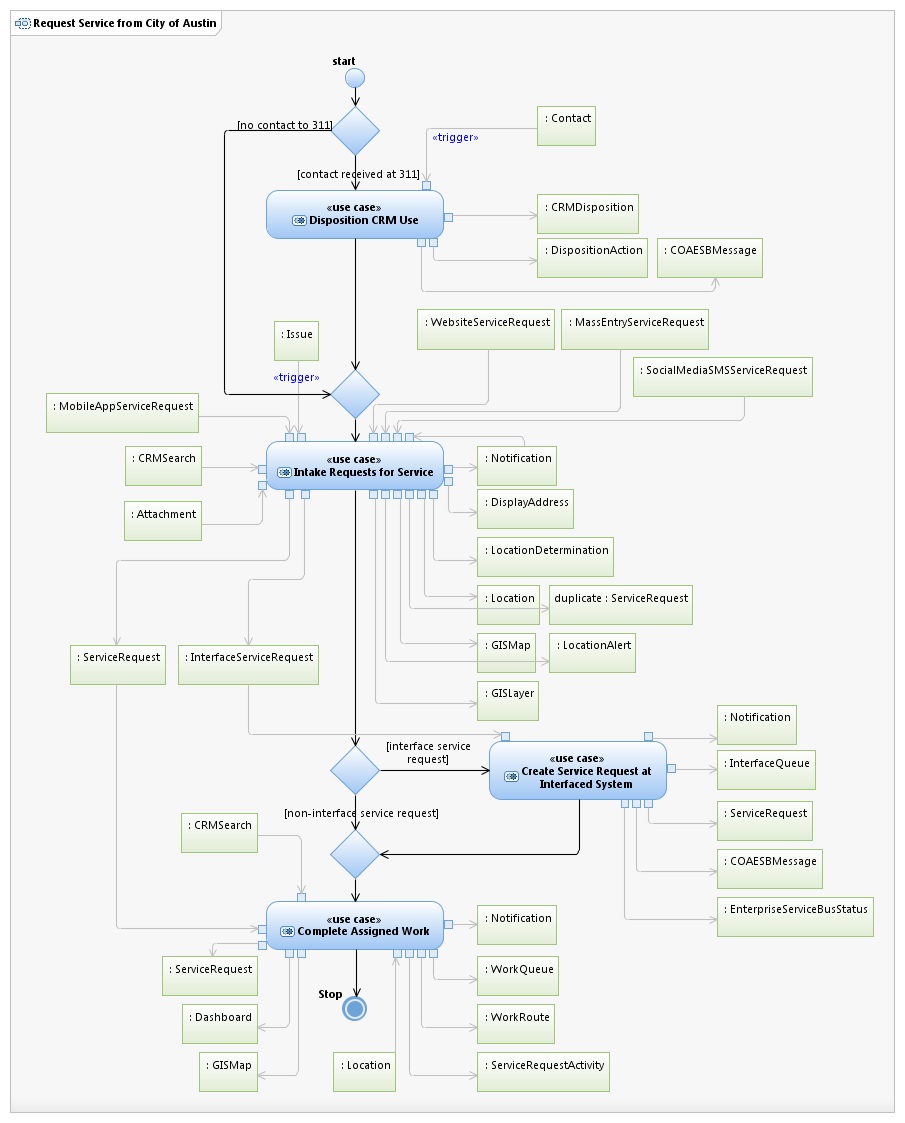 Request Service from City of Austin
start
[no contact to 311]
: Contact
«trigger»
[contact received at 311]
«use case»
Disposition CRM Use
: CRMDisposition
: DispositionAction
: COAESBMessage
: Issue
: WebsiteServiceRequest
: MassEntryServiceRequest
«trigger»
: SocialMediaSMSServiceRequest
: MobileAppServiceRequest
: CRMSearch
«use case»
Intake Requests for Service
: Notification
: Attachment
: DisplayAddress
: LocationDetermination
: Location
duplicate : ServiceRequest
: ServiceRequest
: InterfaceServiceRequest
: GISMap
: LocationAlert
: GISLayer
[interface service
request]
«use case»
Create Service Request at
Interfaced System
: Notification
: InterfaceQueue
[non-interface service request]
: CRMSearch
: ServiceRequest
: COAESBMessage
: EnterpriseServiceBusStatus
«use case»
Complete Assigned Work
: Notification
: ServiceRequest
: WorkQueue
Stop
: Dashboard
: WorkRoute
: GISMap
: Location
: ServiceRequestActivity